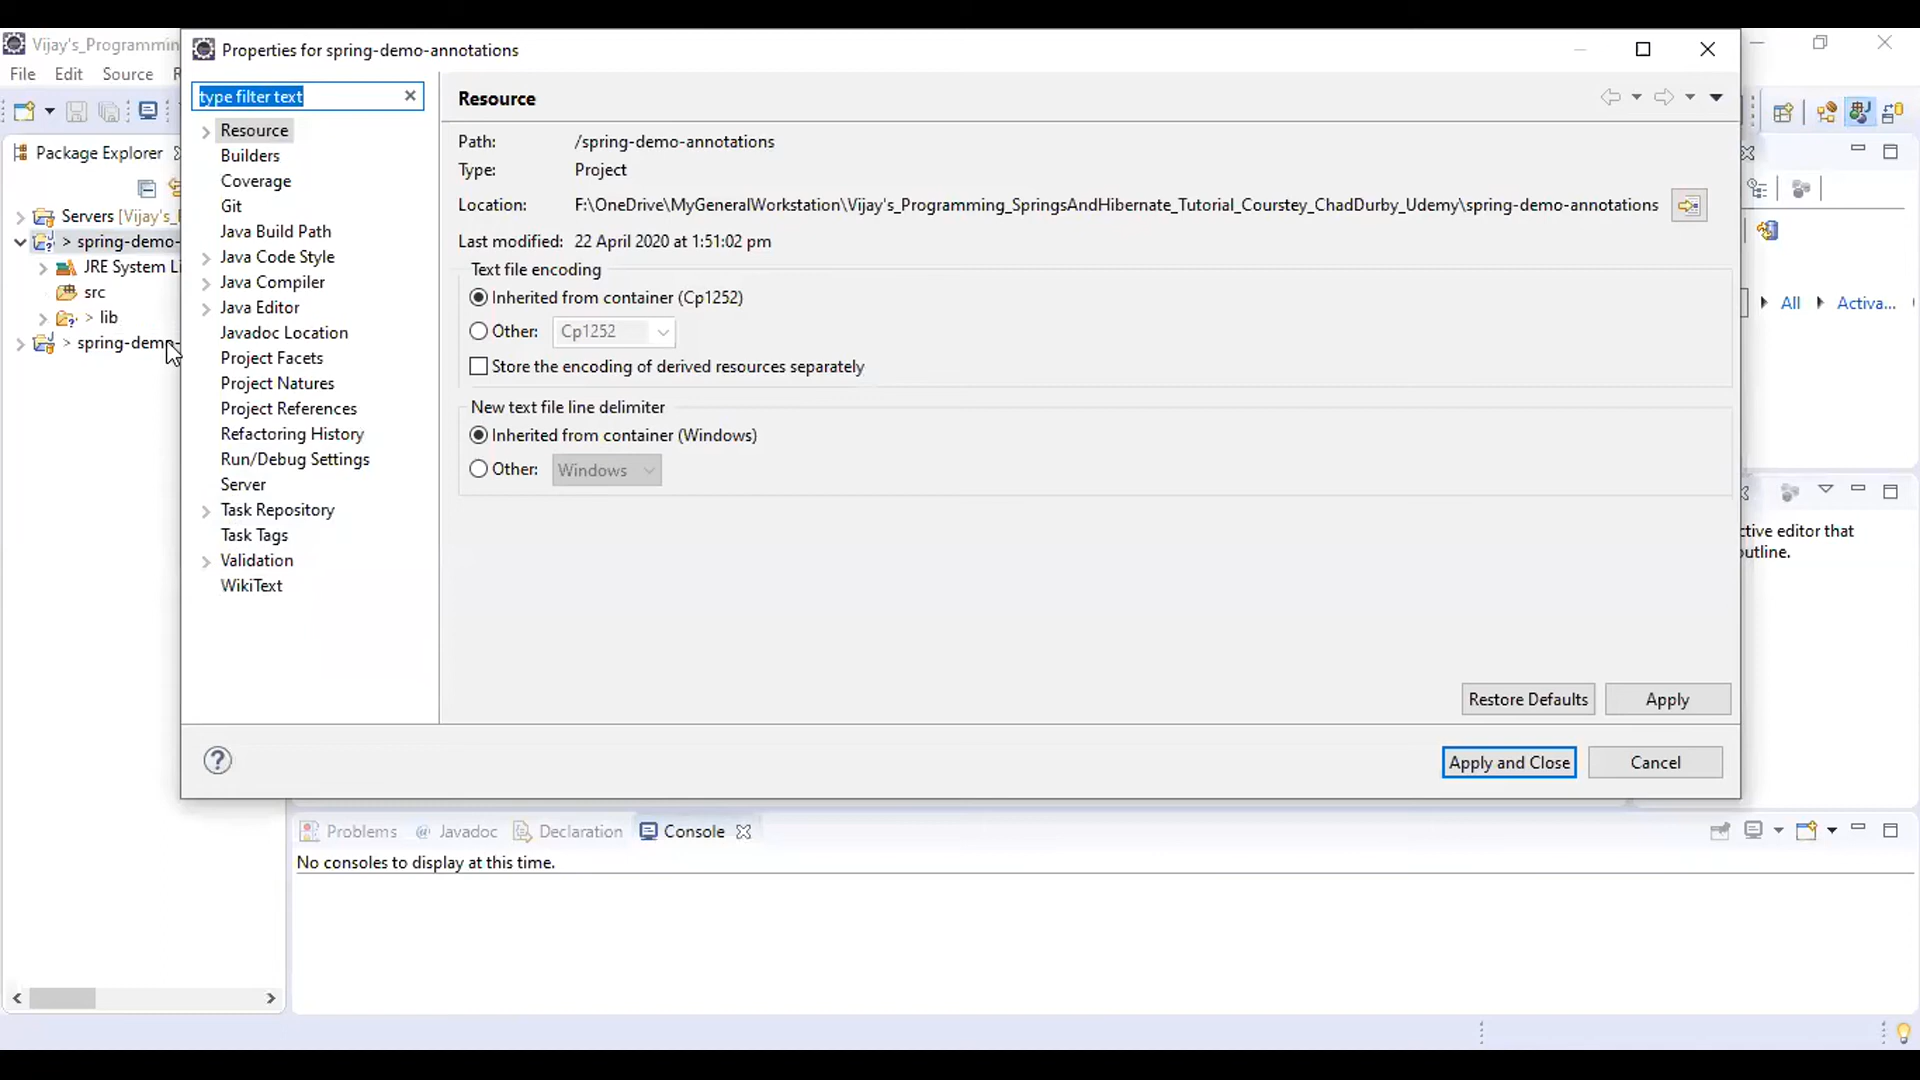 Vijay's_Programmin
Properties for spring-demo-annotations
File Edit Source
type filter text
Resource
Builders
Coverage
Git
Java Build Path
Java Code Style
Java Compiler
Java Editor
Javadoc Location
Project Facets
Project Natures
Project References
Refactoring History
Run/Debug Settings
Server
Task Repository
Task Tags
Validation
WikiText
Resource
Path: /spring-demo-annotations
Type: Project
Location: F:\OneDrive\MyGeneralWorkstation\Vijay's_Programming_SpringsAndHibernate_Tutorial_Courstey_ChadDurby_Udemy\spring-demo-annotations
Last modified: 22 April 2020 at 1:51:02 pm
Text file encoding
Inherited from container (Cp1252)
Other: Cp1252
Store the encoding of derived resources separately
New text file line delimiter
Inherited from container (Windows)
Other: Windows
Restore Defaults Apply
Apply and Close Cancel
Package Explorer
Servers [Vijay's_
> spring-demo-
JRE System Li
src
> lib
> spring-demo-
All Activa...
ctive editor that
outline.
Problems @ Javadoc Declaration Console
No consoles to display at this time.